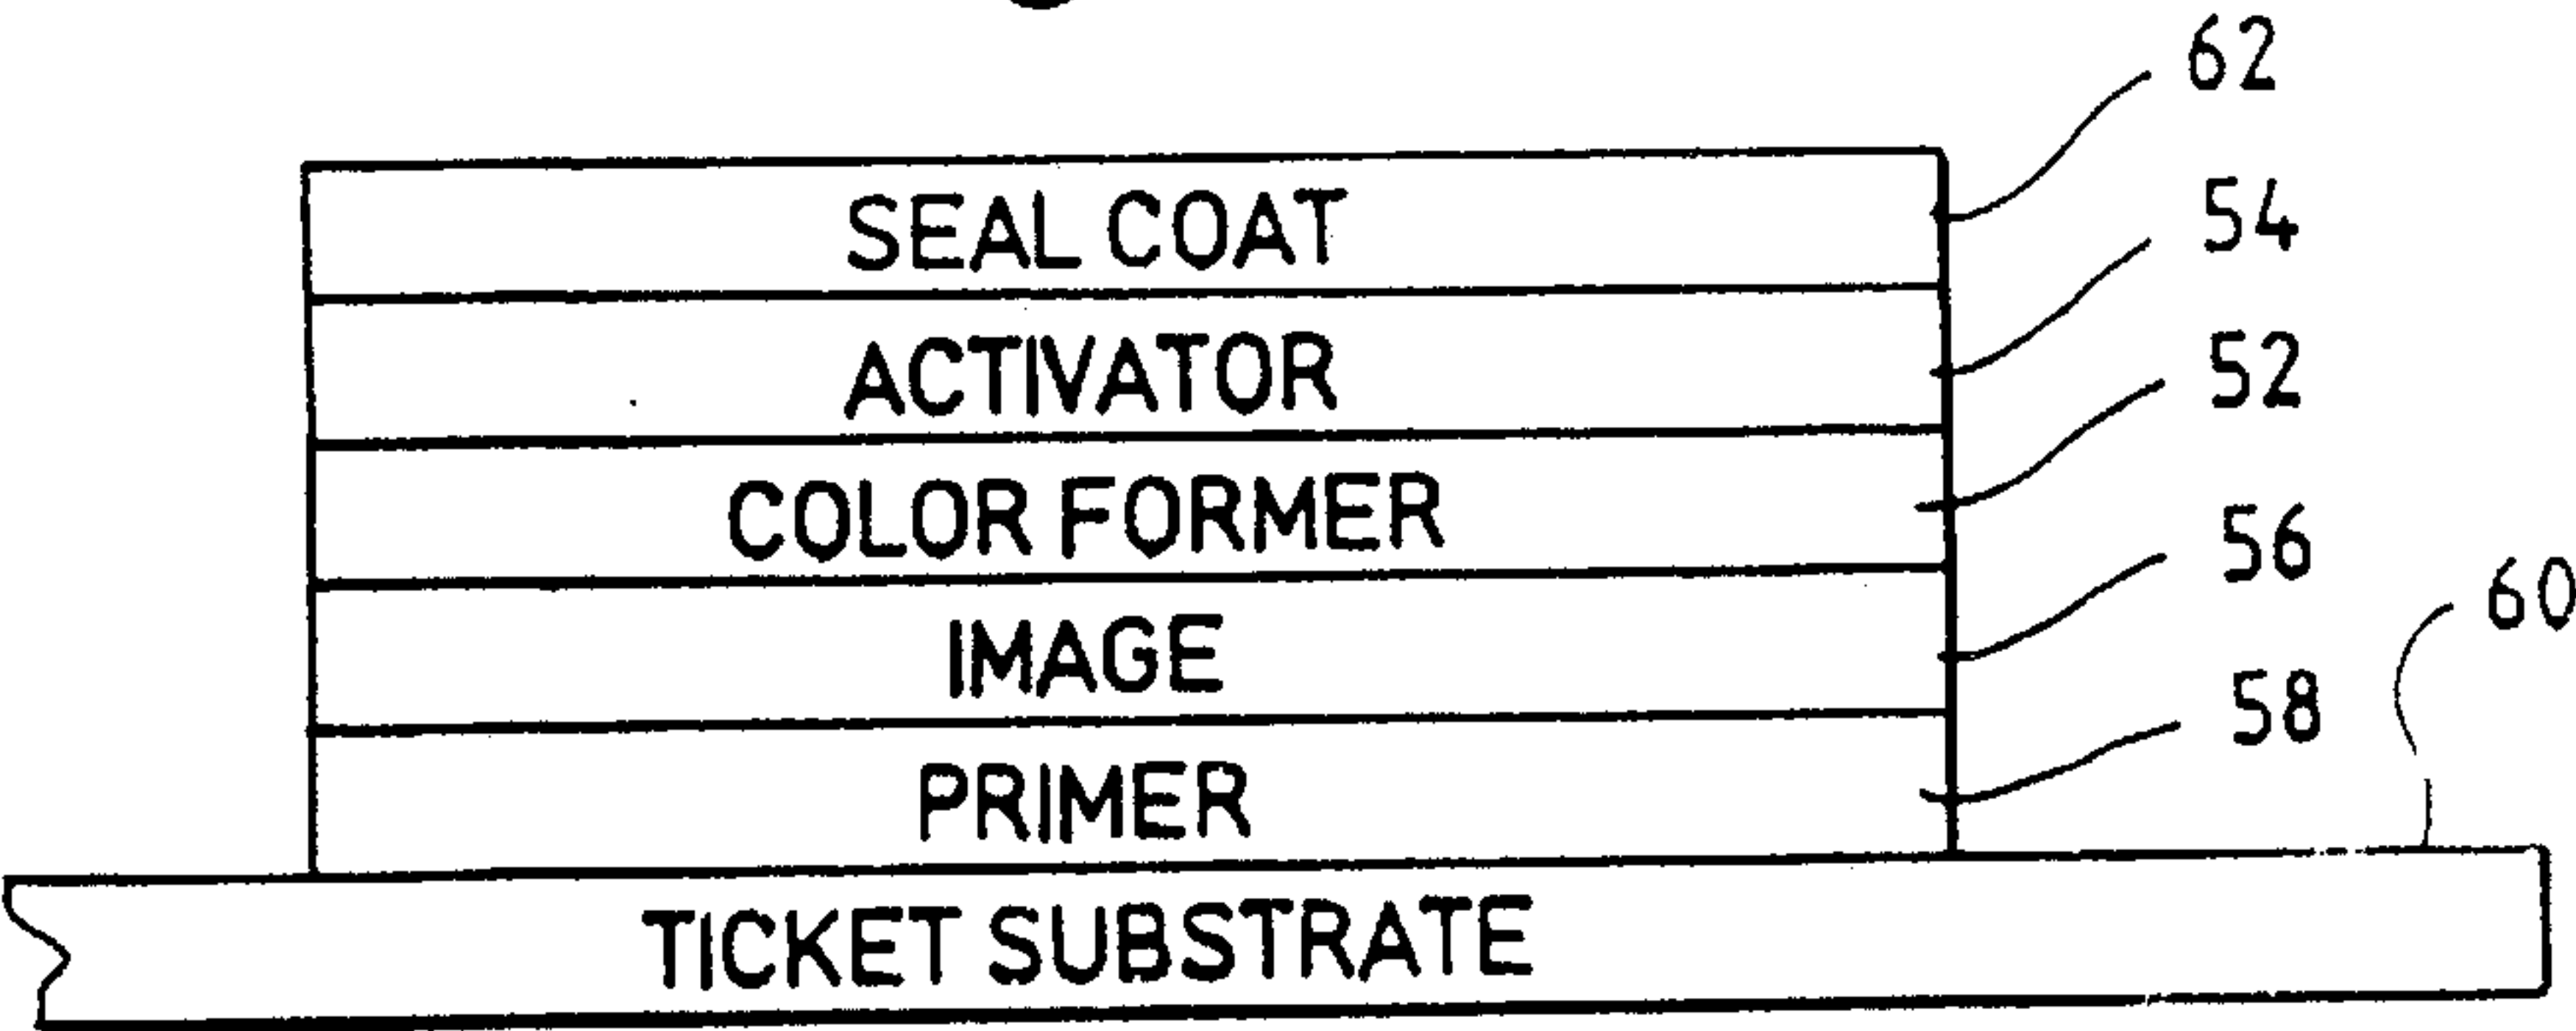 62
SEAL COAT
54
ACTIVATOR
52
COLOR FORMER
56
IMAGE
60
58
PRIMER
TICKET SUBSTRATE